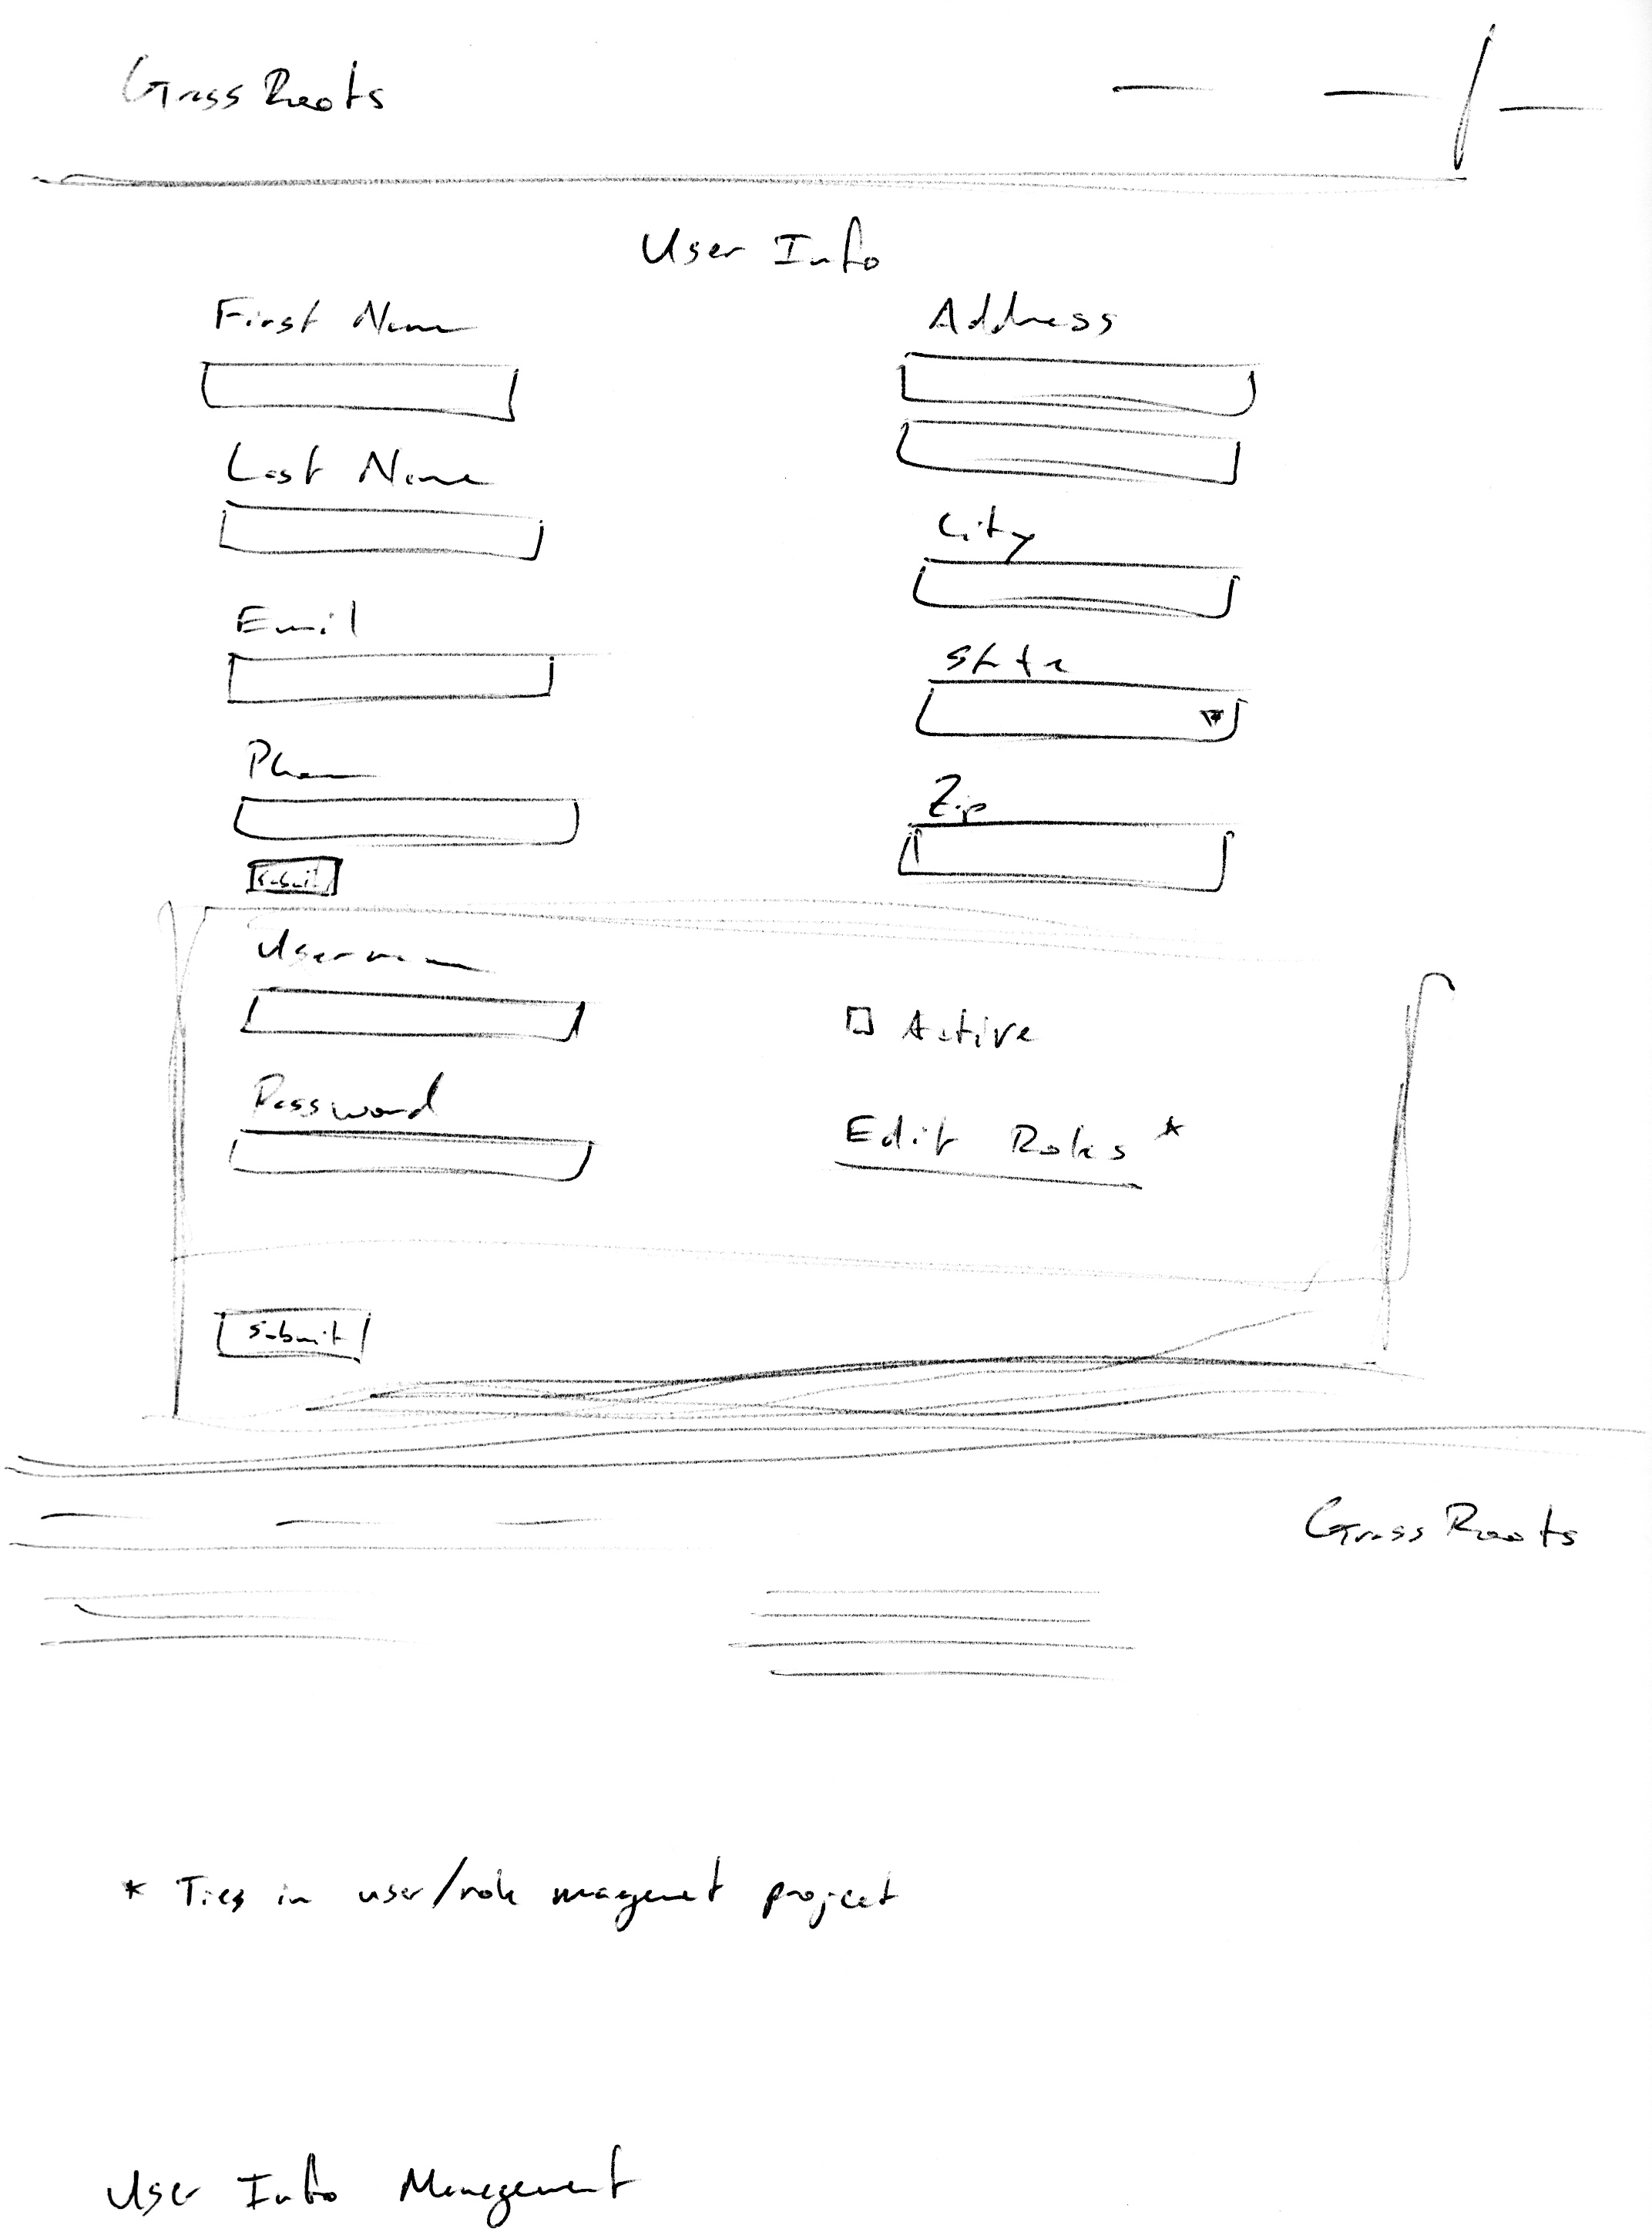 Grass Roots
User Info
First Name
Address
Last Name
City
Email
State
Phone
Zip
Submit
Username
Active
Password
Edit Roles *
Submit
Grass Roots
* Ties in user/role magement project
User Info Management